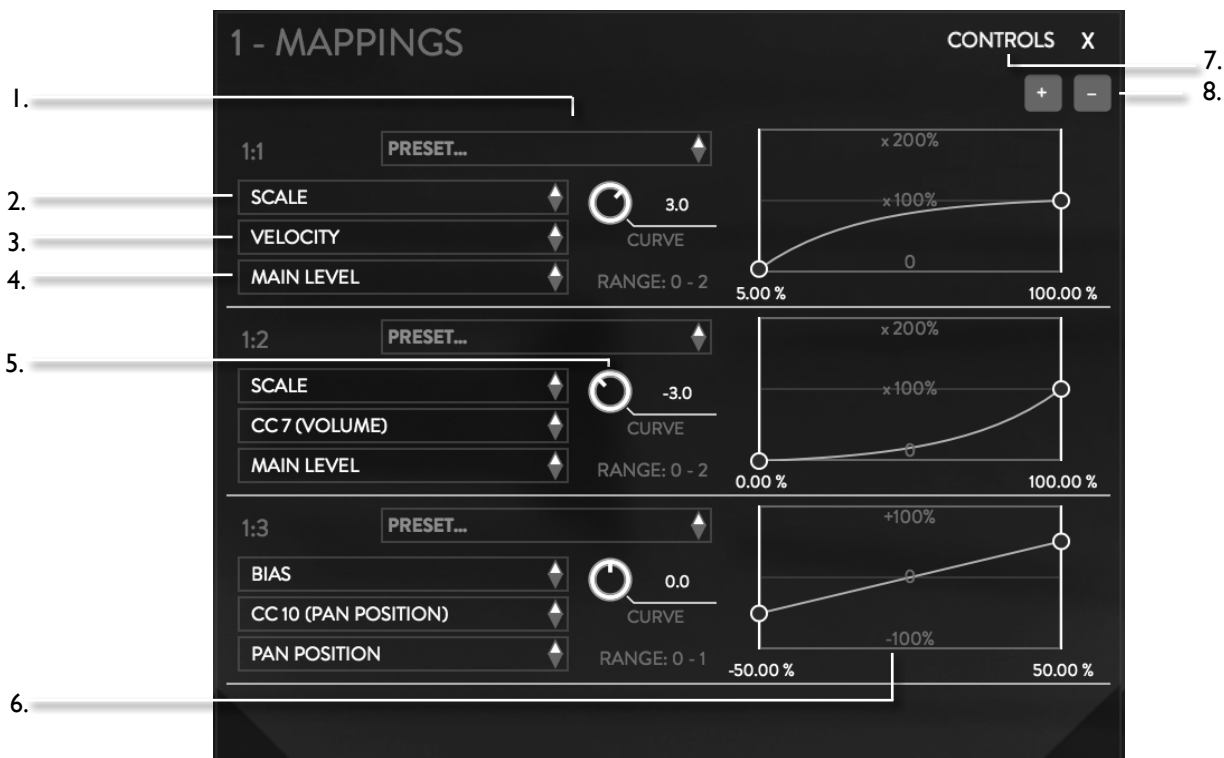 1 - MAPPINGS
CONTROLS X
7.
+ -
8.
1.
1:1
PRESET...
x 200%
2.
SCALE
3.0
x 100%
3.
VELOCITY
CURVE
4.
MAIN LEVEL
RANGE: 0 - 2
0
5.00 %
100.00 %
1:2
PRESET...
x 200%
5.
SCALE
-3.0
x 100%
CC 7 (VOLUME)
CURVE
MAIN LEVEL
RANGE: 0 - 2
0
0.00 %
100.00 %
1:3
PRESET...
+100%
BIAS
0.0
0
CC 10 (PAN POSITION)
CURVE
PAN POSITION
RANGE: 0 - 1
-100%
-50.00 %
50.00 %
6.